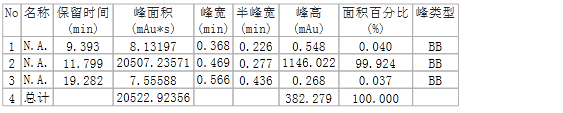 No 名称 保留时间 峰面积 峰宽 半峰宽 峰高 面积百分比 峰类型
(min) (mAu*s) (min) (min) (mAu) (%)
1 N.A. 9.393 8.13197 0.368 0.226 0.548 0.040 BB
2 N.A. 11.799 20507.23571 0.469 0.277 1146.022 99.924 BB
3 N.A. 19.282 7.55588 0.566 0.436 0.268 0.037 BB
4 总计 20522.92356 382.279 100.000